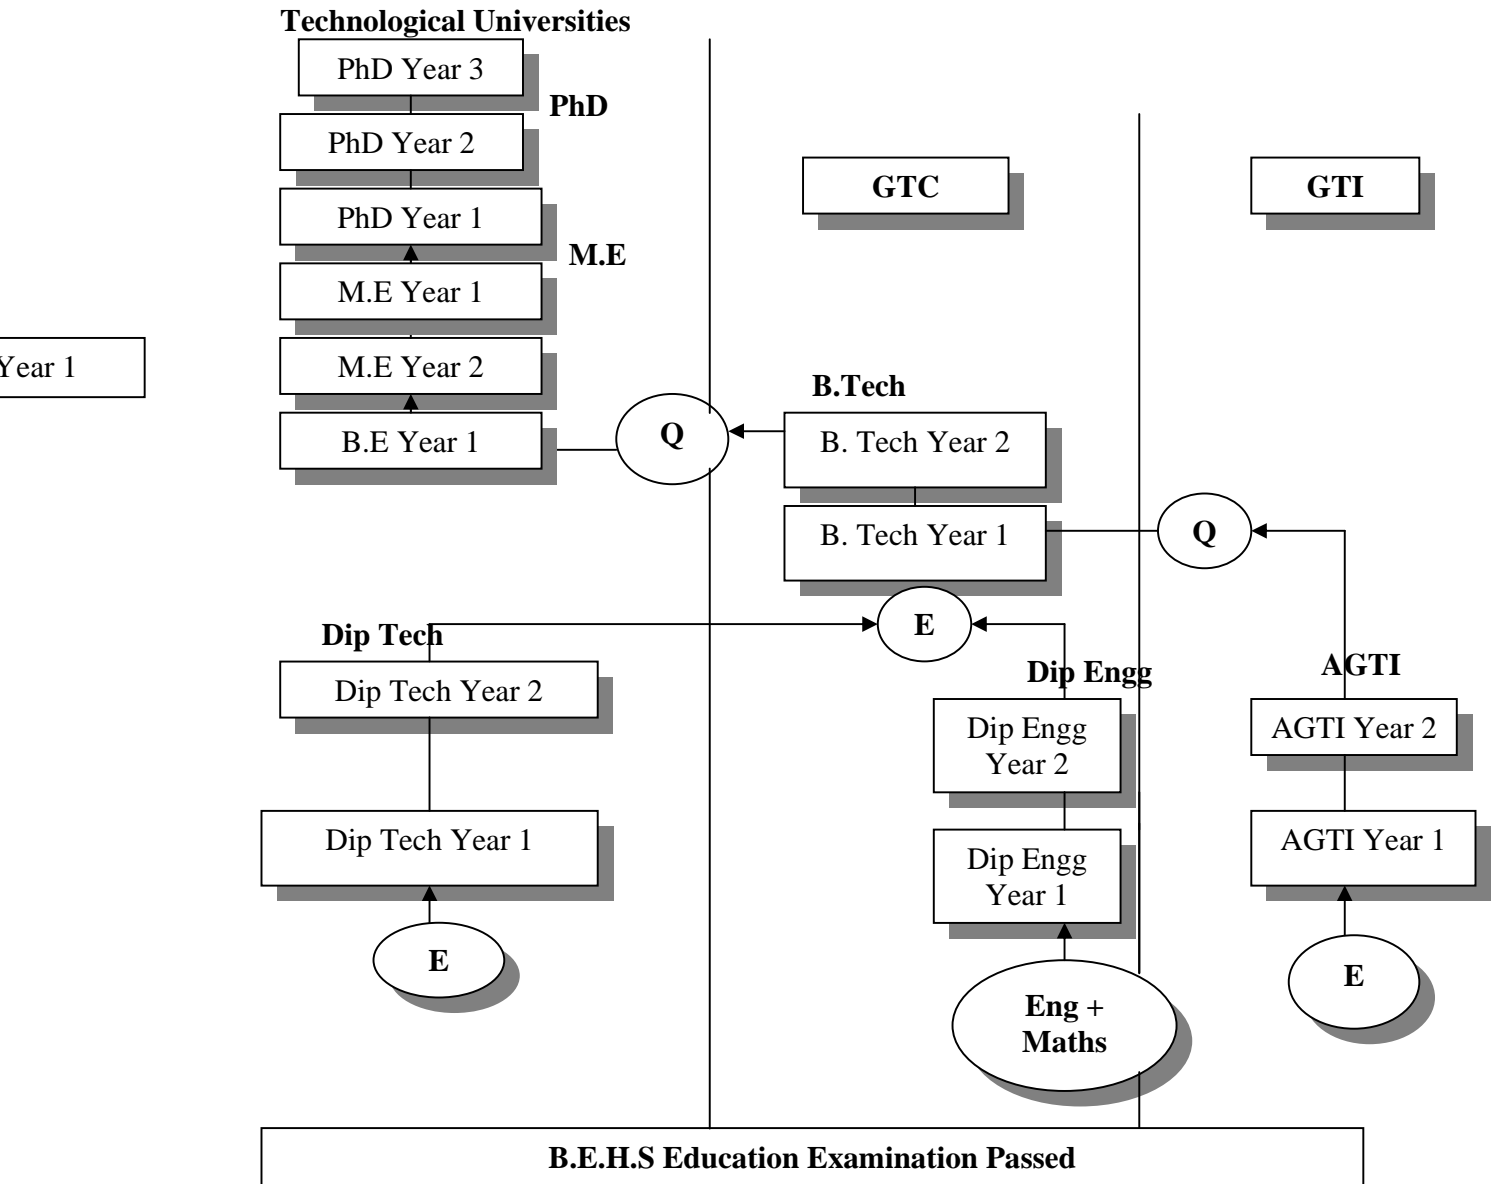 Technological Universities
PhD Year 3
PhD
PhD Year 2
GTC
GTI
PhD Year 1
M.E
M.E Year 1
Year 1
M.E Year 2
B.Tech
B.E Year 1
Q
B. Tech Year 2
B. Tech Year 1
Q
E
Dip Tech
Dip Engg
AGTI
Dip Tech Year 2
Dip Engg
Year 2
AGTI Year 2
Dip Tech Year 1
Dip Engg
Year 1
AGTI Year 1
E
Eng +
Maths
E
B.E.H.S Education Examination Passed